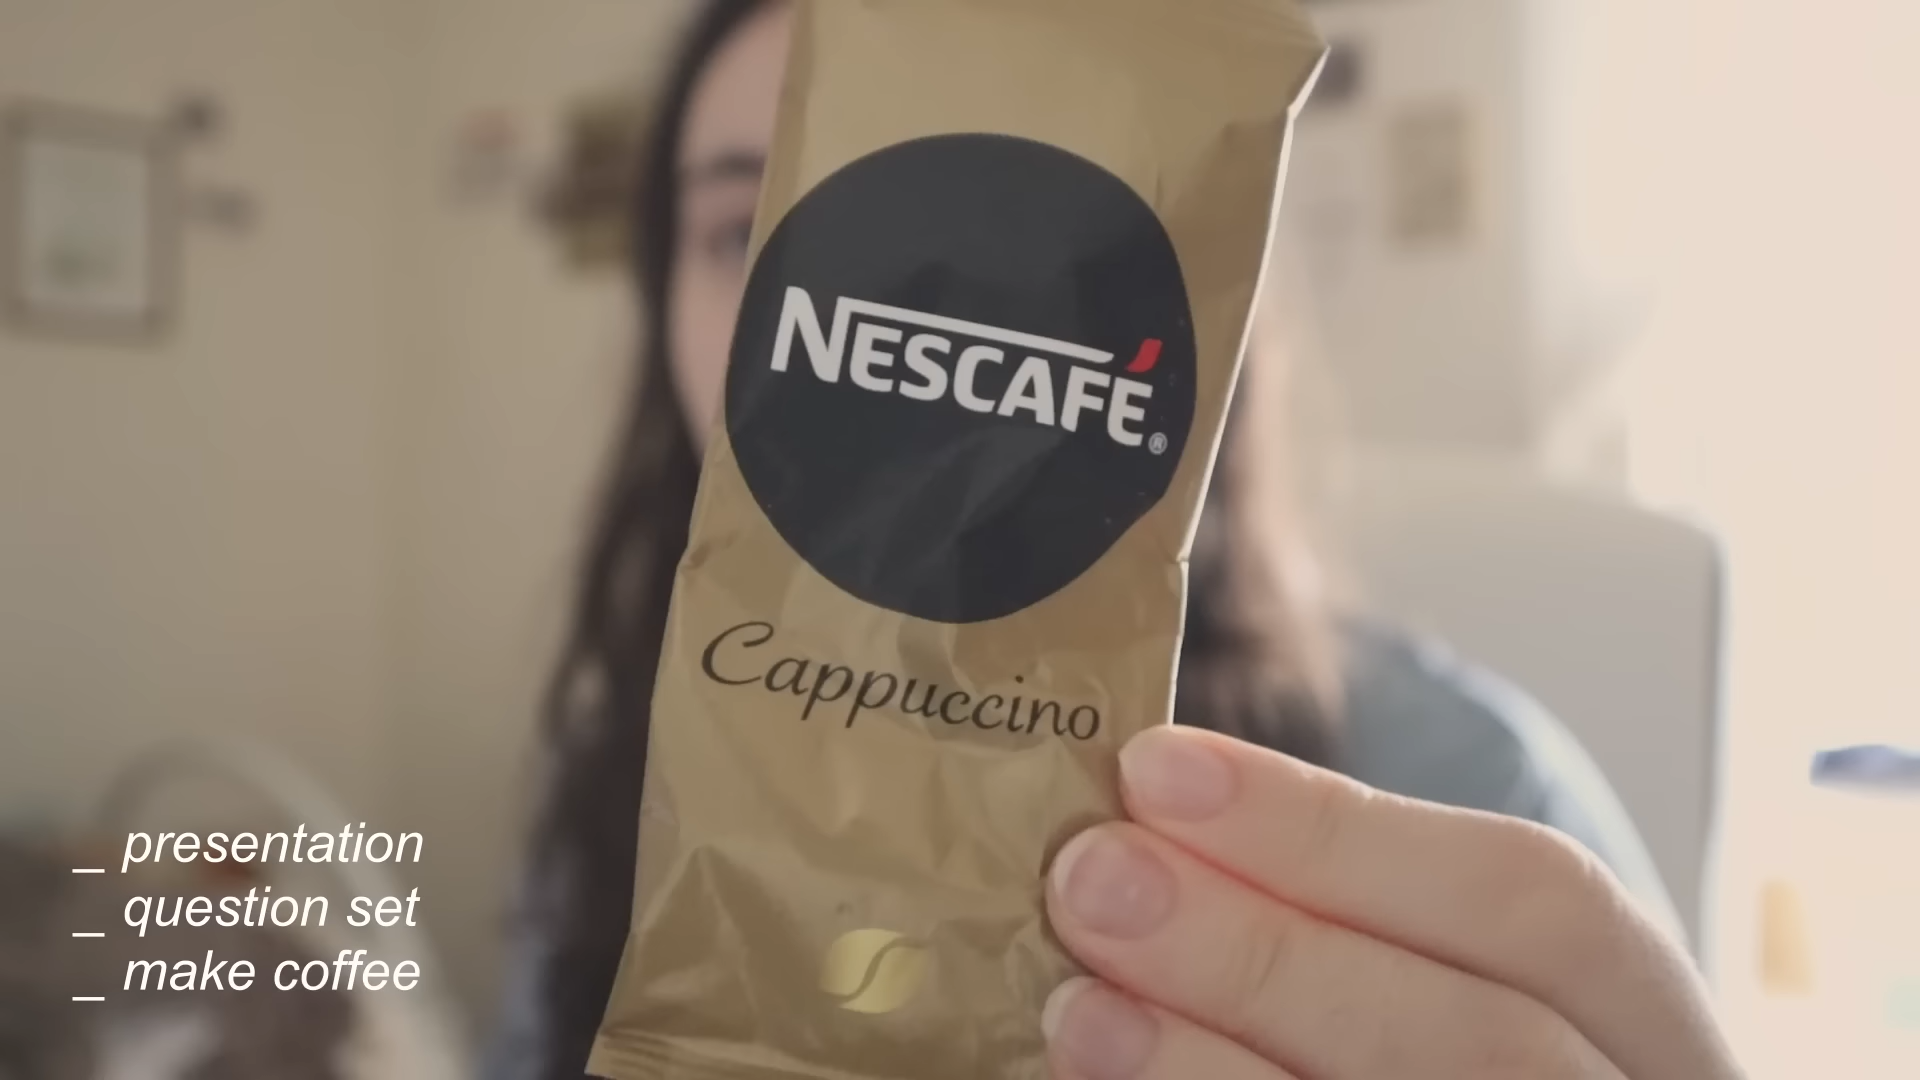 NESCAFÉ®
Cappuccino
_ presentation
_ question set
_ make coffee